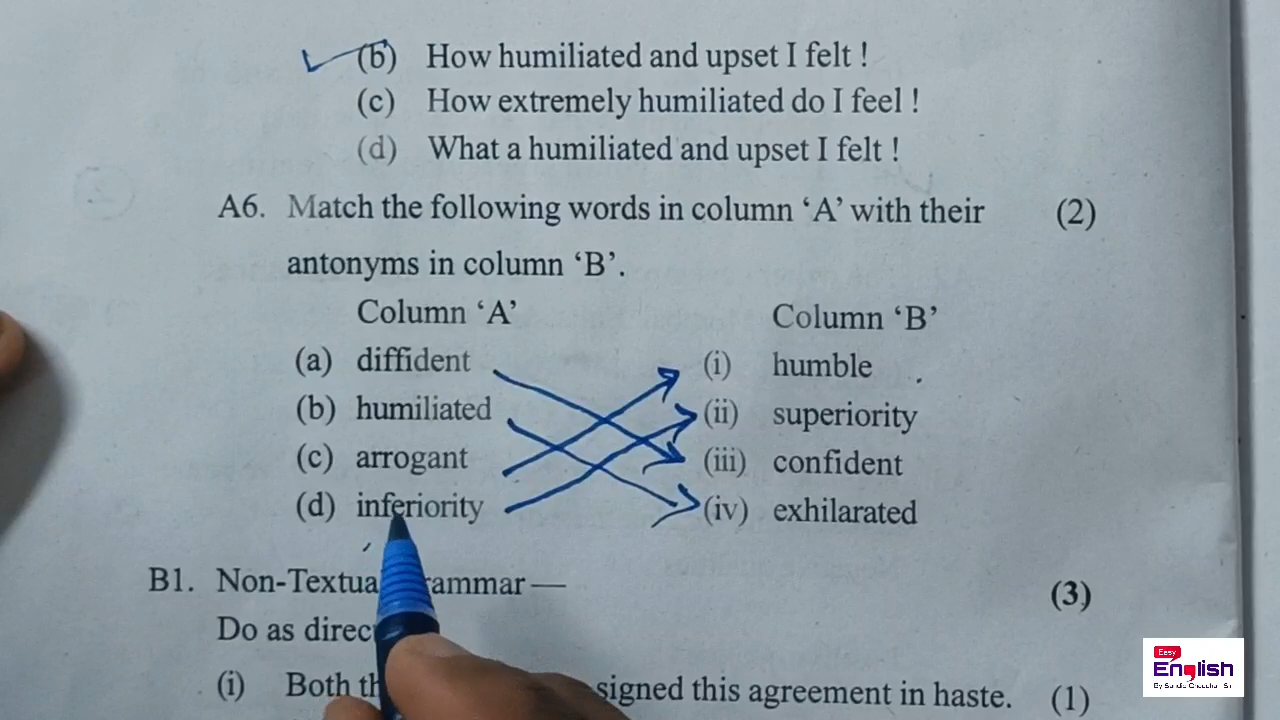 (b) How humiliated and upset I felt !
(c) How extremely humiliated do I feel !
(d) What a humiliated and upset I felt !
A6. Match the following words in column ‘A’ with their (2)
antonyms in column ‘B’.
Column ‘A’ Column ‘B’
(a) diffident (i) humble
(b) humiliated (ii) superiority
(c) arrogant (iii) confident
(d) inferiority (iv) exhilarated
B1. Non-Textua rammar — (3)
Do as direc
(i) Both th signed this agreement in haste. (1)
Easy
English